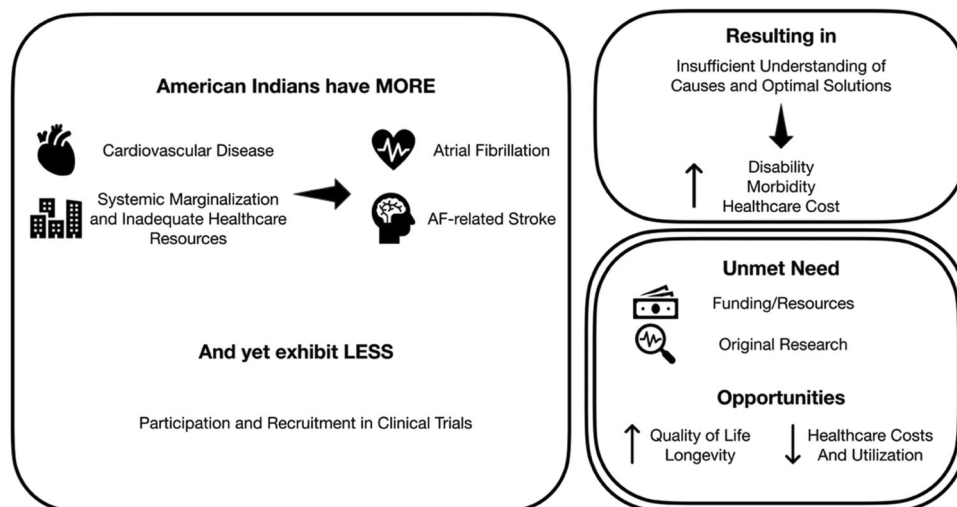 American Indians have MORE
Cardiovascular Disease
Atrial Fibrillation
Systemic Marginalization
and Inadequate Healthcare
Resources
AF-related Stroke
And yet exhibit LESS
Participation and Recruitment in Clinical Trials
Resulting in
Insufficient Understanding of
Causes and Optimal Solutions
Disability
Morbidity
Healthcare Cost
Unmet Need
Funding/Resources
Original Research
Opportunities
Quality of Life
Longevity
Healthcare Costs
And Utilization